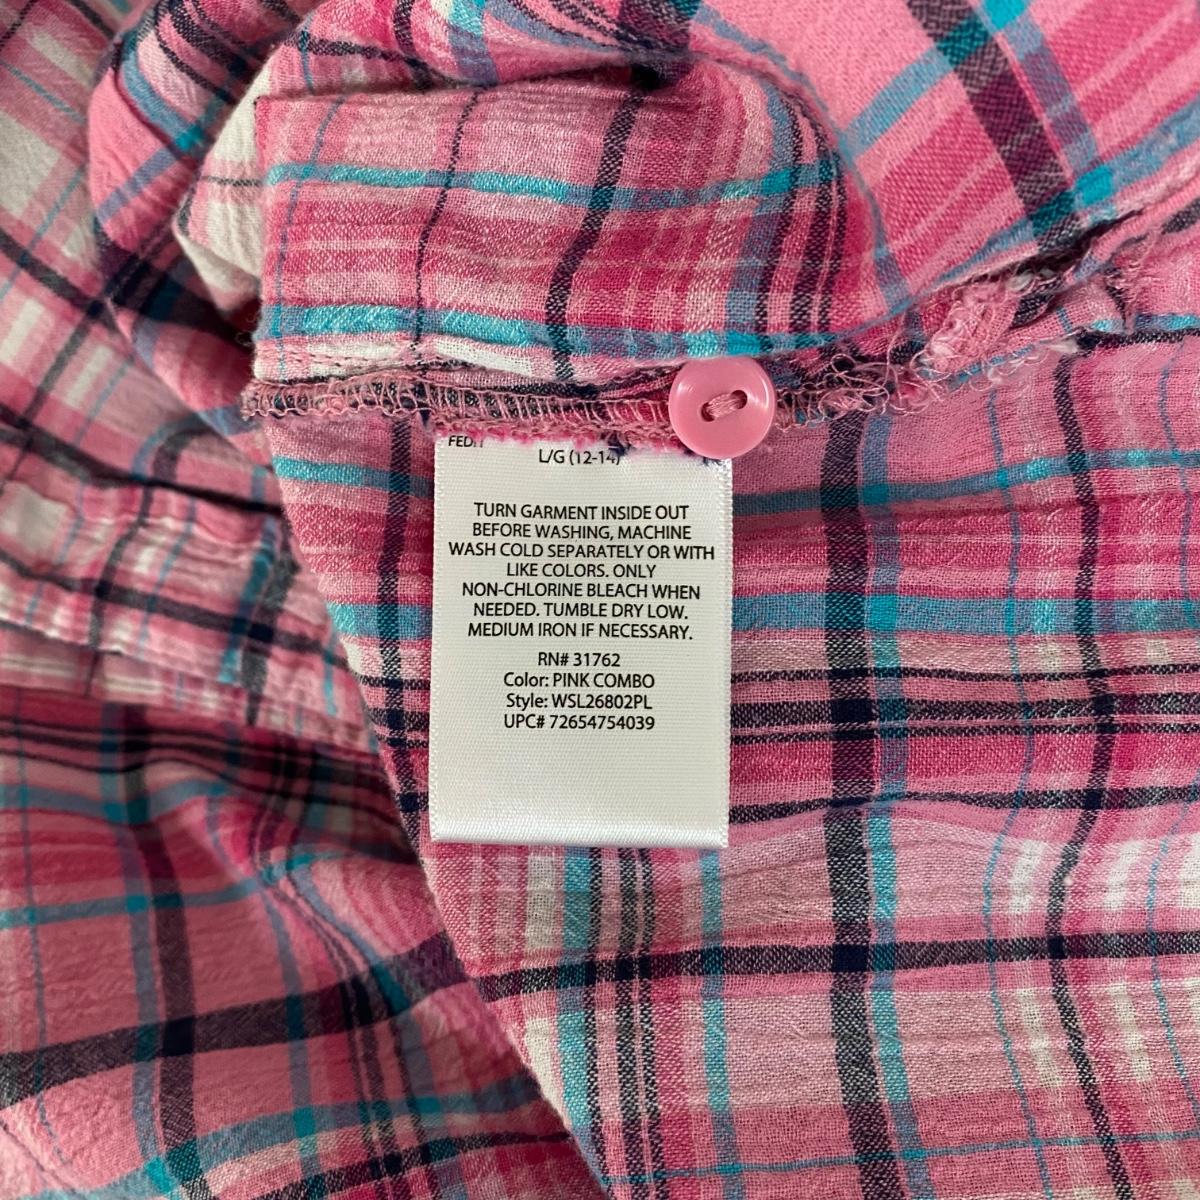 L/G (12-14)
TURN GARMENT INSIDE OUT
BEFORE WASHING, MACHINE
WASH COLD SEPARATELY OR WITH
LIKE COLORS. ONLY
NON-CHLORINE BLEACH WHEN
NEEDED. TUMBLE DRY LOW.
MEDIUM IRON IF NECESSARY.
RN# 31762
Color: PINK COMBO
Style: WSL26802PL
UPC# 72654754039